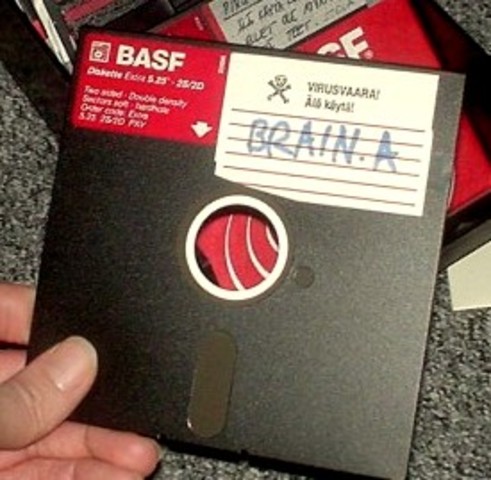 BASF
Diskette Extra 5.25" · 2S/2D
Two sided · Double density
Sectors soft · hardhole
Order code: Extra
5.25 2S/2D PXV
VIRUSVAARA!
Älä käytä!
BRAIN.A